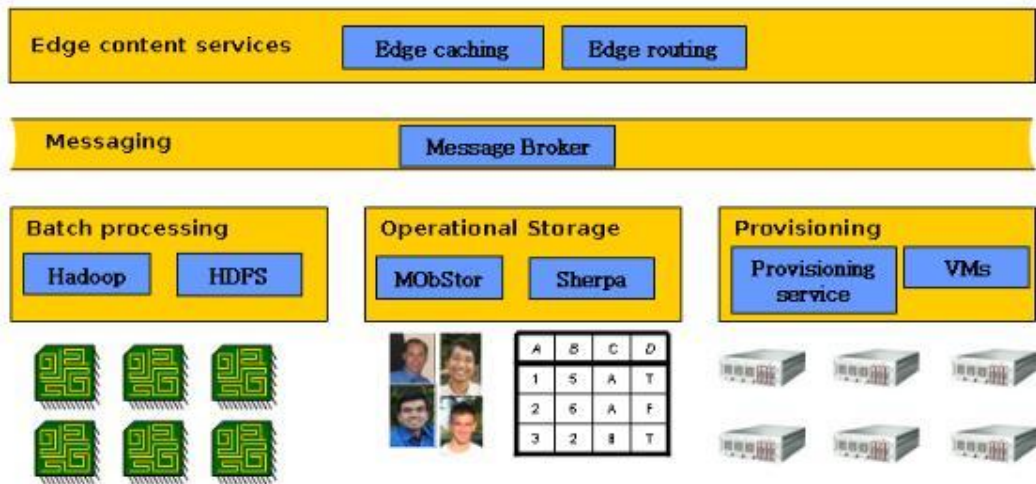 Edge content services
Edge caching
Edge routing
Messaging
Message Broker
Batch processing
Hadoop
HDFS
Operational Storage
MObStor
Sherpa
Provisioning
Provisioning
service
VMs
A B C D
1 5 A T
2 6 A F
3 2 B T